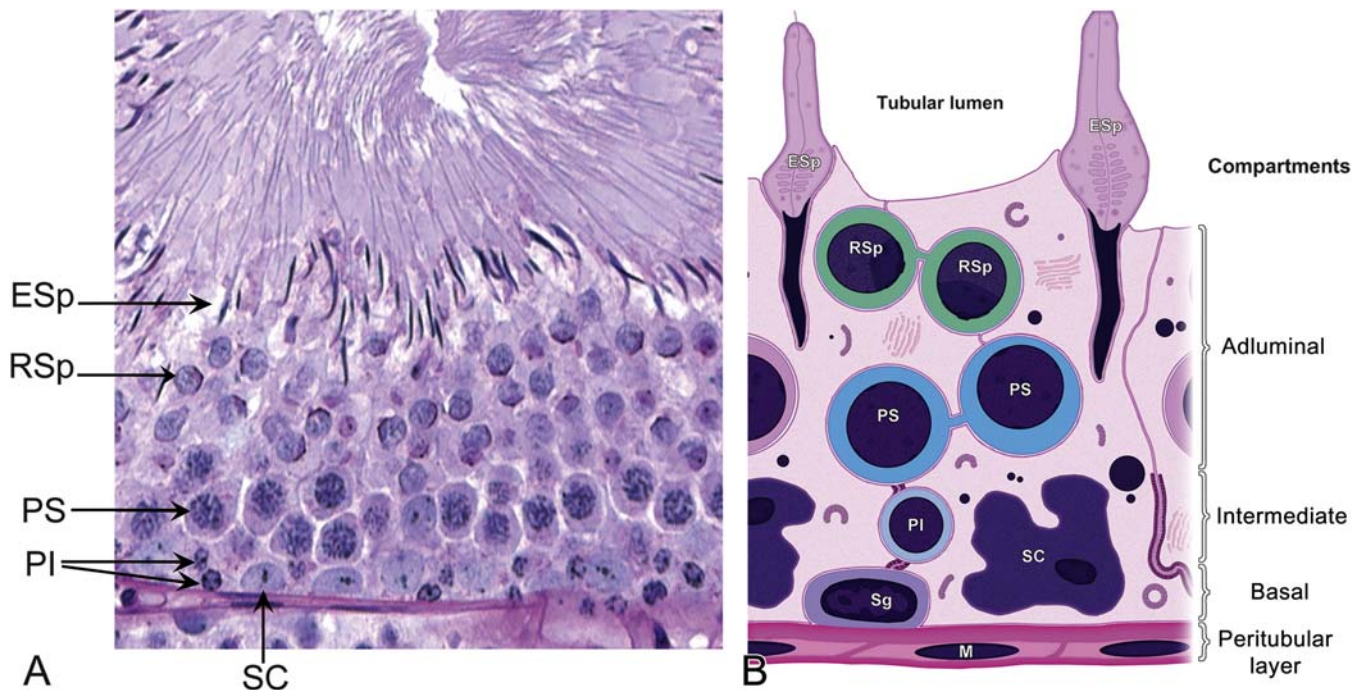 ESp
RSp
PS
PI
SC
A
Tubular lumen
ESp
ESp
Compartments
RSp
RSp
PS
PS
Adluminal
PI
SC
Intermediate
Sg
Basal
M
Peritubular
layer
B